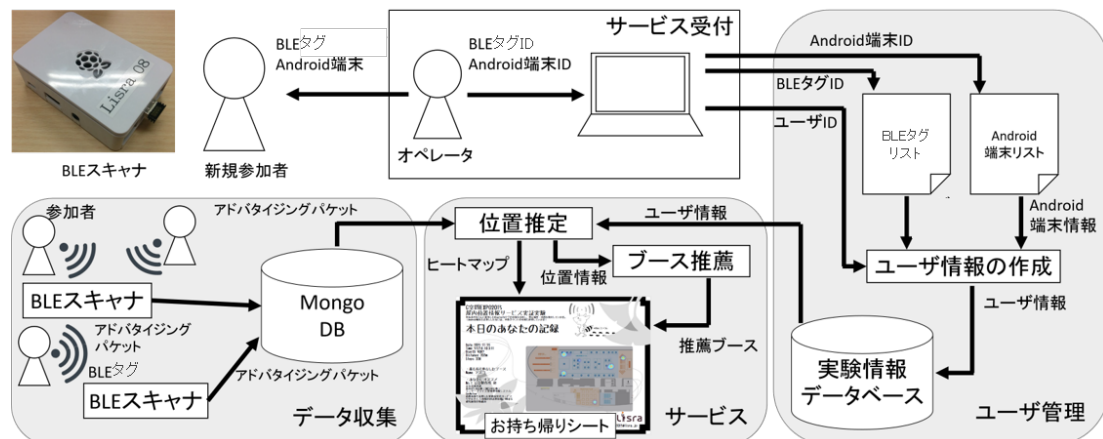 Lisra 08
BLEスキャナ
BLEタグ
Android端末
新規参加者
サービス受付
BLEタグID
Android端末ID
オペレータ
Android端末ID
BLEタグID
ユーザID
BLEタグ
リスト
Android
端末リスト
Android
端末情報
ユーザ情報の作成
ユーザ情報
実験情報
データベース
ユーザ管理
参加者
アドバタイジングパケット
BLEスキャナ
アドバタイジング
パケット
BLEタグ
BLEスキャナ
Mongo
DB
アドバタイジングパケット
データ収集
位置推定
ユーザ情報
ヒートマップ
位置情報
ブース推薦
推薦ブース
本日のあなたの記録
Lisra
お持ち帰りシート
サービス